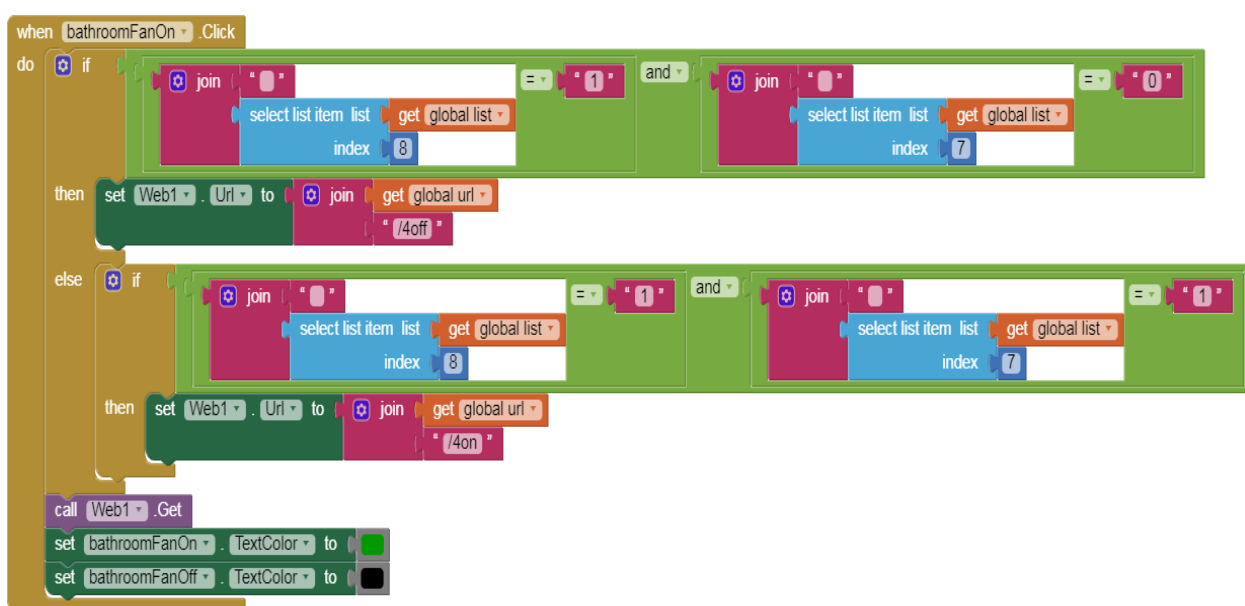 when bathroomFanOn .Click
do if join " " = " 1 " and join " " = " 0 "
select list item list get global list select list item list get global list
index 8 index 7
then set Web1 . Url to join get global url
" /4off "
else if join " " = " 1 " and join " " = " 1 "
select list item list get global list select list item list get global list
index 8 index 7
then set Web1 . Url to join get global url
" /4on "
call Web1 .Get
set bathroomFanOn . TextColor to
set bathroomFanOff . TextColor to